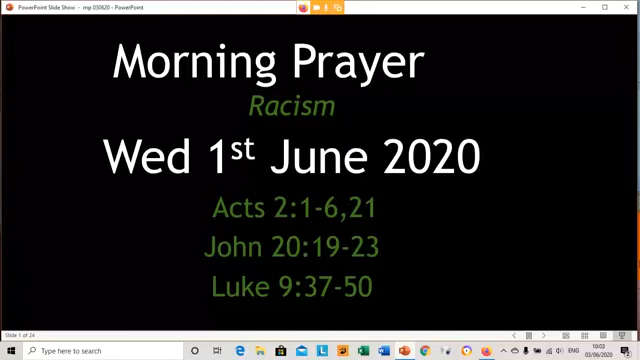 PowerPoint Slide Show - mp 030620 - PowerPoint
Morning Prayer
Racism
Wed 1st June 2020
Acts 2:1-6,21
John 20:19-23
Luke 9:37-50
Slide 1 of 24
Type here to search
ENG
10:03
03/06/2020